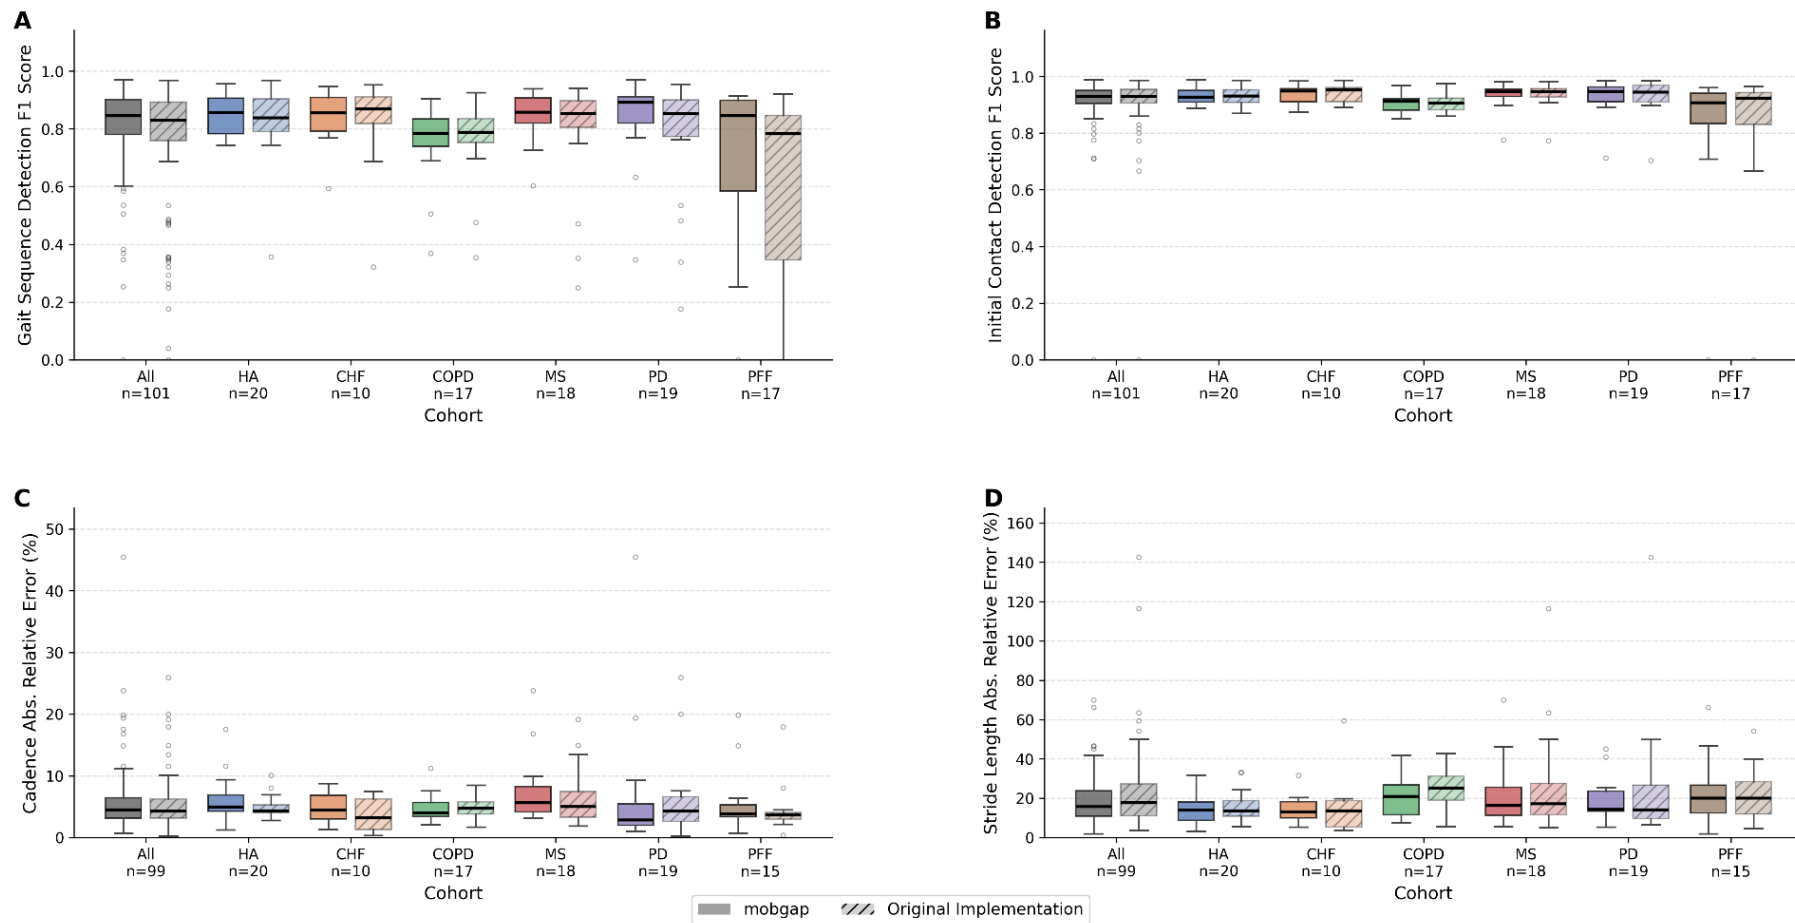 A
Gait Sequence Detection F1 Score
1.0
0.8
0.6
0.4
0.2
0.0
All HA CHF COPD MS PD PFF
n=101 n=20 n=10 n=17 n=18 n=19 n=17
Cohort
B
Initial Contact Detection F1 Score
1.0
0.8
0.6
0.4
0.2
0.0
All HA CHF COPD MS PD PFF
n=101 n=20 n=10 n=17 n=18 n=19 n=17
Cohort
C
Cadence Abs. Relative Error (%)
50
40
30
20
10
0
All HA CHF COPD MS PD PFF
n=99 n=20 n=10 n=17 n=18 n=19 n=15
Cohort
D
Stride Length Abs. Relative Error (%)
160
140
120
100
80
60
40
20
0
All HA CHF COPD MS PD PFF
n=99 n=20 n=10 n=17 n=18 n=19 n=15
Cohort
mobgap Original Implementation